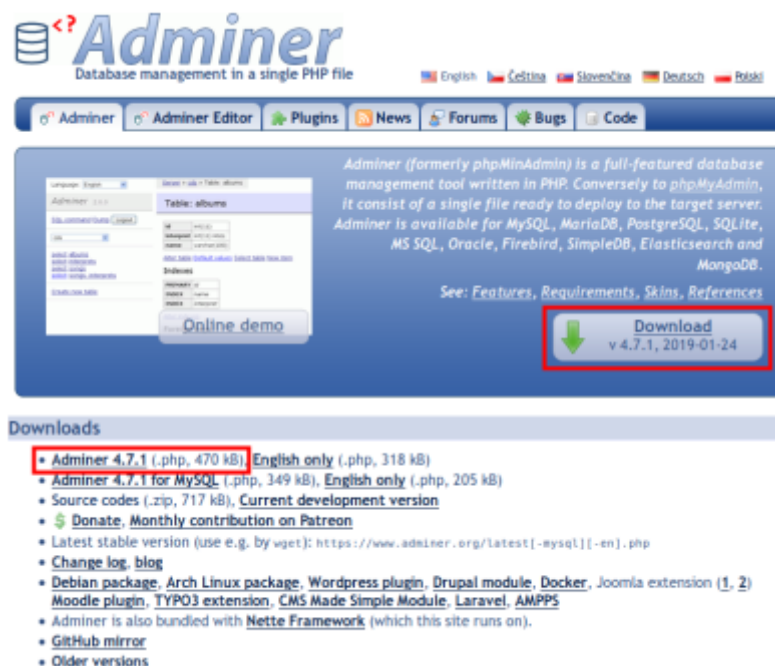 <?
Adminer
Database management in a single PHP file
English Čeština Slovenčina Deutsch Polski
Adminer Adminer Editor Plugins News Forums Bugs Code
Adminer (formerly phpMinAdmin) is a full-featured database
management tool written in PHP. Conversely to phpMyAdmin,
it consist of a single file ready to deploy to the target server.
Adminer is available for MySQL, MariaDB, PostgreSQL, SQLite,
MS SQL, Oracle, Firebird, SimpleDB, Elasticsearch and
MongoDB.
See: Features, Requirements, Skins, References
Language: English
Adminer
Table: albums
Indexes
Online demo
Download
v 4.7.1, 2019-01-24
Downloads
• Adminer 4.7.1 (.php, 470 kB), English only (.php, 318 kB)
• Adminer 4.7.1 for MySQL (.php, 349 kB), English only (.php, 205 kB)
• Source codes (.zip, 717 kB), Current development version
• $ Donate, Monthly contribution on Patreon
• Latest stable version (use e.g. by wget): https://www.adminer.org/latest[-mysql][-en].php
• Change log, blog
• Debian package, Arch Linux package, Wordpress plugin, Drupal module, Docker, Joomla extension (1, 2)
Moodle plugin, TYPO3 extension, CMS Made Simple Module, Laravel, AMPPS
• Adminer is also bundled with Nette Framework (which this site runs on).
• GitHub mirror
• Older versions